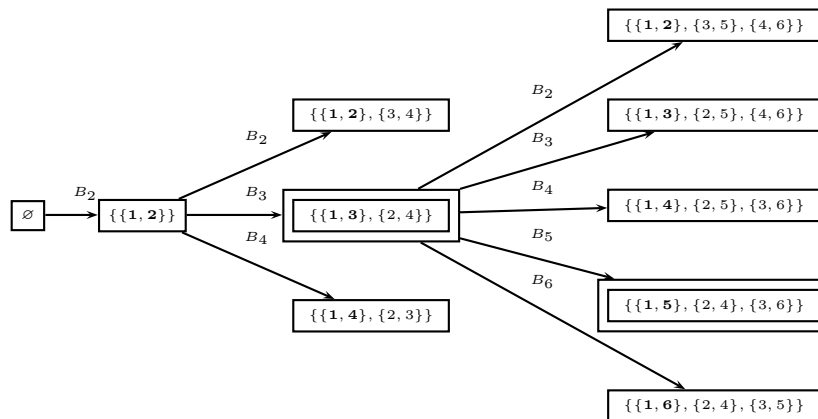 {{1, 2}, {3, 5}, {4, 6}}
B₂
{{1, 2}, {3, 4}}
{{1, 3}, {2, 5}, {4, 6}}
B₂
B₃
B₂
B₃
B₄
∅
{{1, 2}}
{{1, 3}, {2, 4}}
{{1, 4}, {2, 5}, {3, 6}}
B₄
B₅
B₆
{{1, 4}, {2, 3}}
{{1, 5}, {2, 4}, {3, 6}}
{{1, 6}, {2, 4}, {3, 5}}